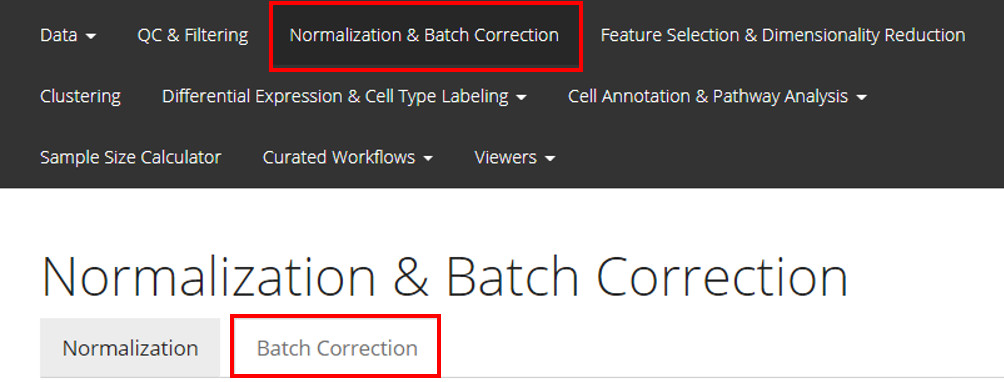 Data QC & Filtering Normalization & Batch Correction Feature Selection & Dimensionality Reduction
Clustering Differential Expression & Cell Type Labeling Cell Annotation & Pathway Analysis
Sample Size Calculator Curated Workflows Viewers
Normalization & Batch Correction
Normalization Batch Correction